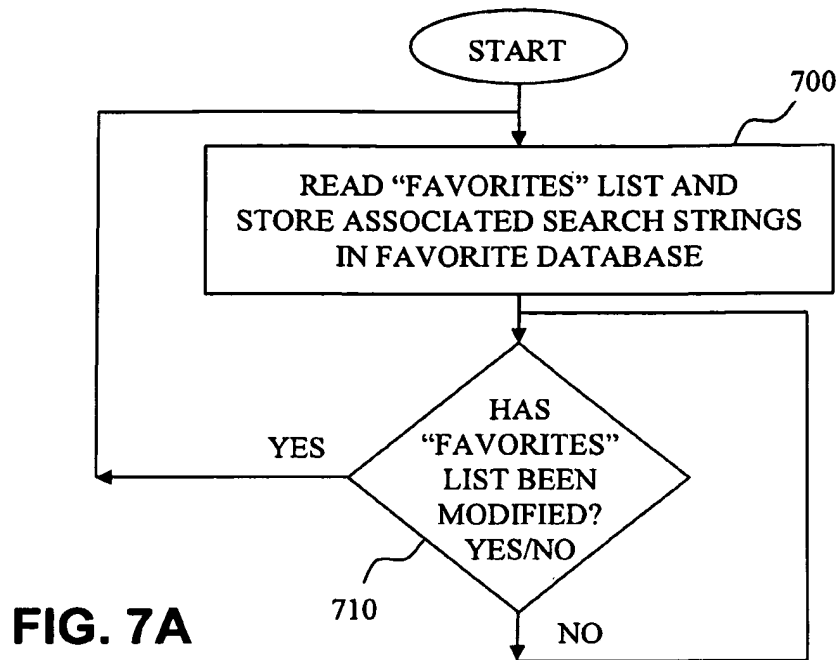 START
700
READ “FAVORITES” LIST AND
STORE ASSOCIATED SEARCH STRINGS
IN FAVORITE DATABASE
HAS
“FAVORITES”
LIST BEEN
MODIFIED?
YES/NO
YES
710
NO
FIG. 7A